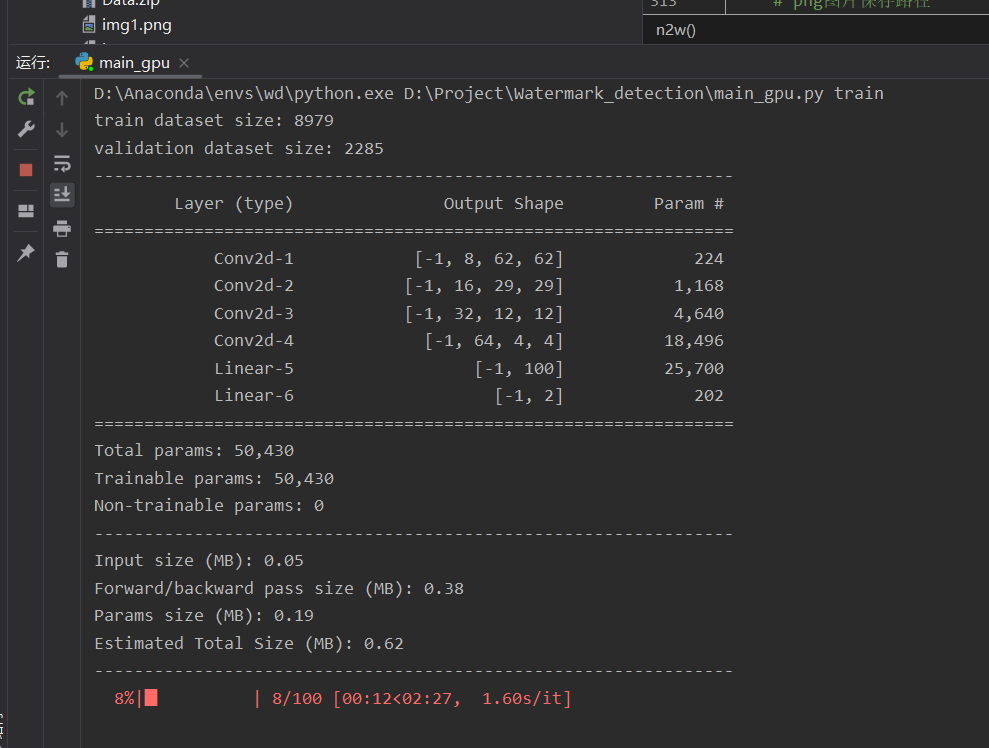 Data.zip
313 # png图片保存路径
img1.png
n2w()
运行: main_gpu
D:\Anaconda\envs\wd\python.exe D:\Project\Watermark_detection\main_gpu.py train
train dataset size: 8979
validation dataset size: 2285
----------------------------------------------------------------
Layer (type) Output Shape Param #
================================================================
Conv2d-1 [-1, 8, 62, 62] 224
Conv2d-2 [-1, 16, 29, 29] 1,168
Conv2d-3 [-1, 32, 12, 12] 4,640
Conv2d-4 [-1, 64, 4, 4] 18,496
Linear-5 [-1, 100] 25,700
Linear-6 [-1, 2] 202
================================================================
Total params: 50,430
Trainable params: 50,430
Non-trainable params: 0
----------------------------------------------------------------
Input size (MB): 0.05
Forward/backward pass size (MB): 0.38
Params size (MB): 0.19
Estimated Total Size (MB): 0.62
----------------------------------------------------------------
8%| | 8/100 [00:12<02:27, 1.60s/it]